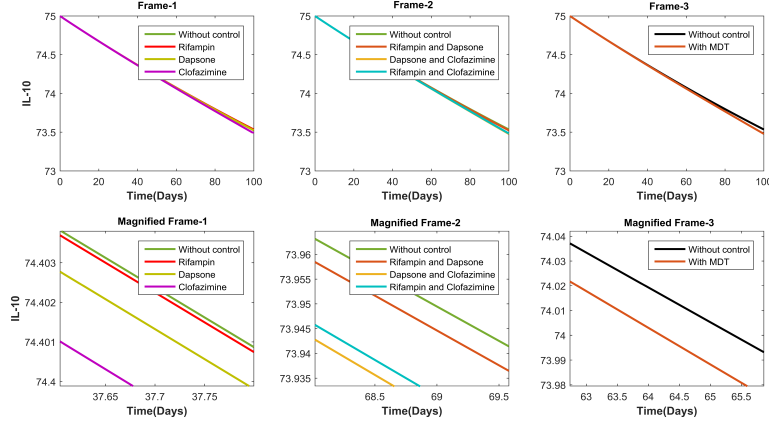 Frame-1
75
74.5
74
73.5
73
IL-10
0 20 40 60 80 100
Time(Days)
Without control
Rifampin
Dapsone
Clofazimine
Frame-2
75
74.5
74
73.5
73
0 20 40 60 80 100
Time(Days)
Without control
Rifampin and Dapsone
Dapsone and Clofazimine
Rifampin and Clofazimine
Frame-3
75
74.5
74
73.5
73
0 20 40 60 80 100
Time(Days)
Without control
With MDT
Magnified Frame-1
74.403
74.402
74.401
74.4
IL-10
37.65 37.7 37.75
Time(Days)
Without control
Rifampin
Dapsone
Clofazimine
Magnified Frame-2
73.96
73.955
73.95
73.945
73.94
73.935
68.5 69 69.5
Time(Days)
Without control
Rifampin and Dapsone
Dapsone and Clofazimine
Rifampin and Clofazimine
Magnified Frame-3
74.04
74.03
74.02
74.01
74
73.99
73.98
63 63.5 64 64.5 65 65.5
Time(Days)
Without control
With MDT